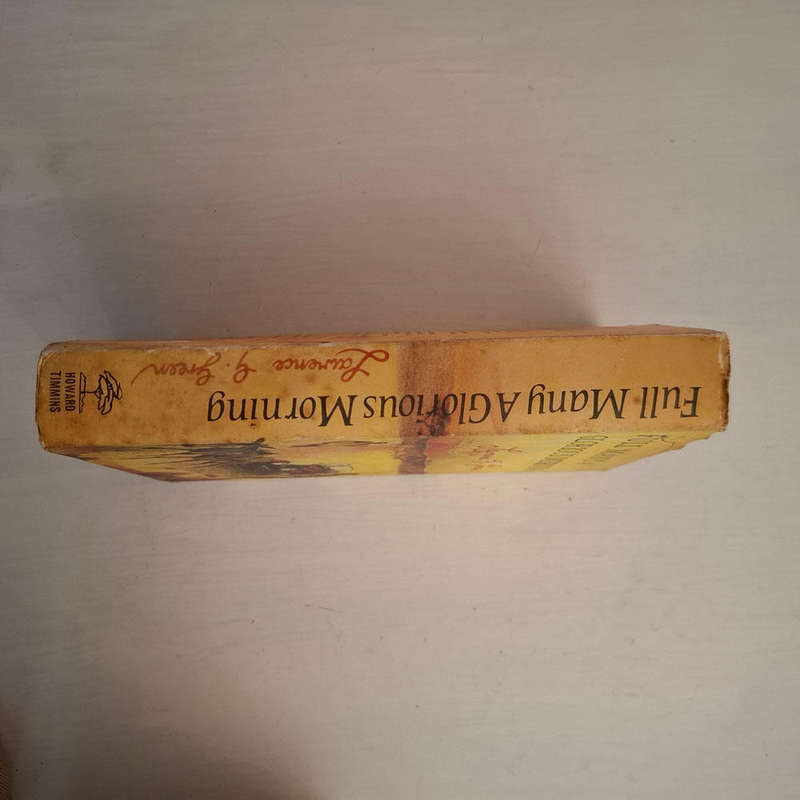 Full Many A Glorious Morning
Lawrence G. Green
HOWARD
TIMMINS